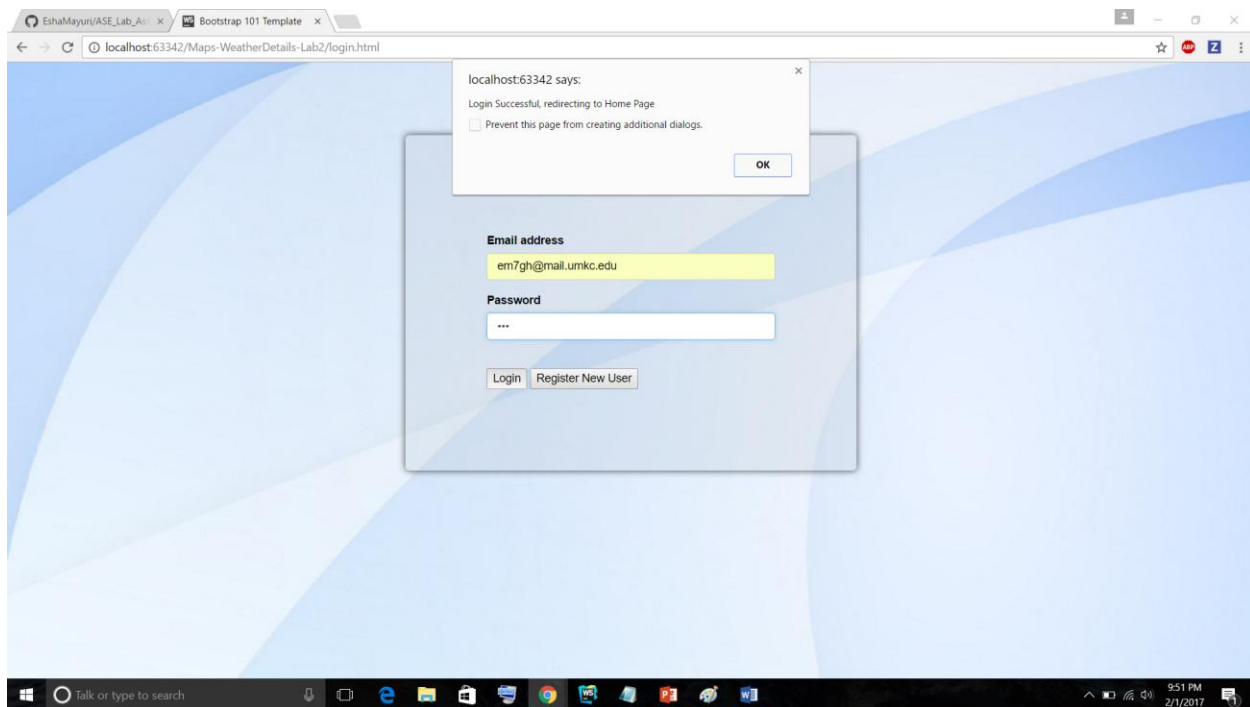 EshaMayuri/ASE_Lab_As
Bootstrap 101 Template
localhost:63342/Maps-WeatherDetails-Lab2/login.html
ABP
Z
localhost:63342 says:
Login Successful, redirecting to Home Page
Prevent this page from creating additional dialogs.
OK
Email address
em7gh@mail.umkc.edu
Password
•••
Login
Register New User
Talk or type to search
9:51 PM
2/1/2017